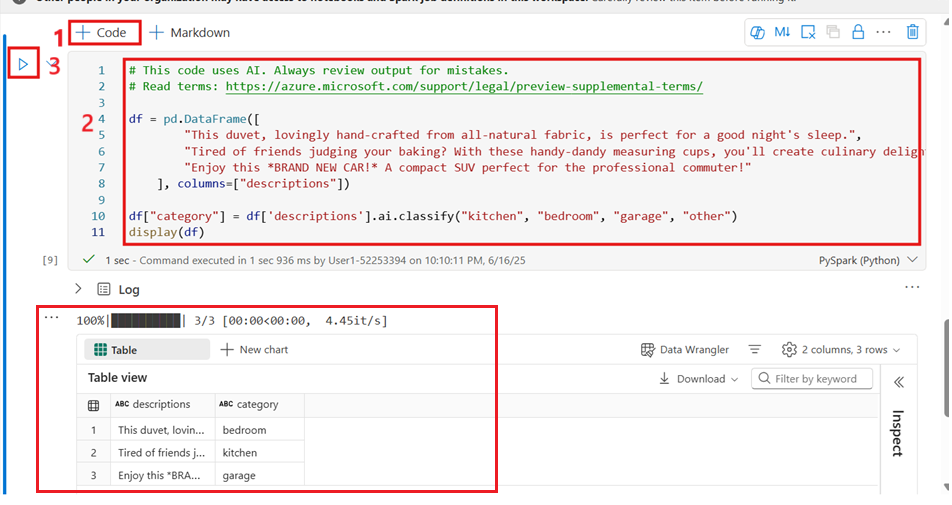 Other people in your organization may have access to notebooks and Spark job definitions in this workspace. Carefully review this item before running it.
1 + Code + Markdown M↓ ...
3
1 # This code uses AI. Always review output for mistakes.
2 # Read terms: https://azure.microsoft.com/support/legal/preview-supplemental-terms/
3
2
4 df = pd.DataFrame([
5 "This duvet, lovingly hand-crafted from all-natural fabric, is perfect for a good night's sleep.",
6 "Tired of friends judging your baking? With these handy-dandy measuring cups, you'll create culinary deligh
7 "Enjoy this *BRAND NEW CAR!* A compact SUV perfect for the professional commuter!"
8 ], columns=["descriptions"])
9
10 df["category"] = df['descriptions'].ai.classify("kitchen", "bedroom", "garage", "other")
11 display(df)
[9] 1 sec - Command executed in 1 sec 936 ms by User1-52253394 on 10:10:11 PM, 6/16/25 PySpark (Python)
Log ...
... 100%|██████████| 3/3 [00:00<00:00, 4.45it/s]
Table + New chart Data Wrangler 2 columns, 3 rows
Table view Download Filter by keyword
ABC descriptions ABC category
1 This duvet, lovin... bedroom
2 Tired of friends j... kitchen
3 Enjoy this *BRA... garage
Inspect